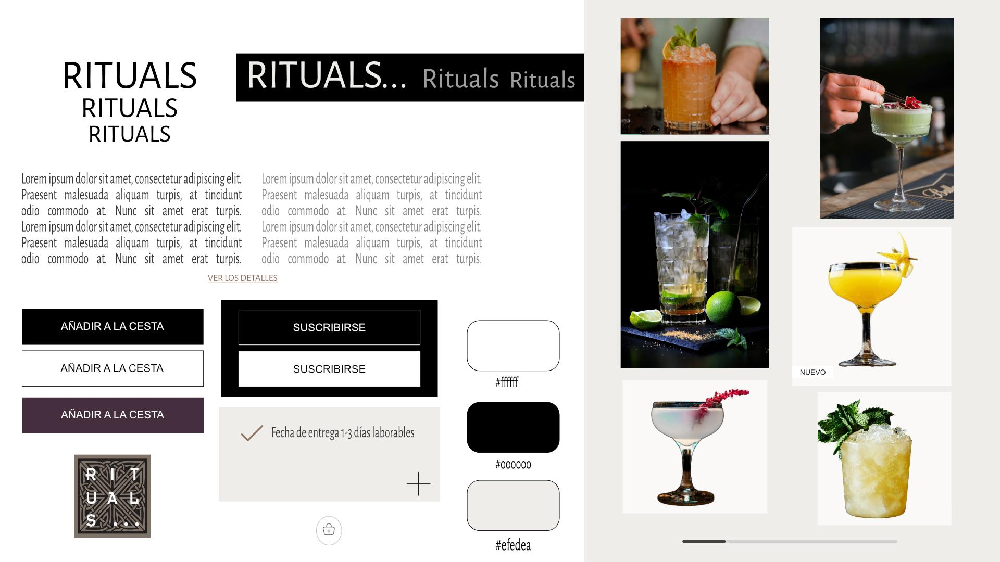 RITUALS
RITUALS
RITUALS
RITUALS... Rituals Rituals
Lorem ipsum dolor sit amet, consectetur adipiscing elit.
Praesent malesuada aliquam turpis, at tincidunt
odio commodo at. Nunc sit amet erat turpis.
Lorem ipsum dolor sit amet, consectetur adipiscing elit.
Praesent malesuada aliquam turpis, at tincidunt
odio commodo at. Nunc sit amet erat turpis.
Lorem ipsum dolor sit amet, consectetur adipiscing elit.
Praesent malesuada aliquam turpis, at tincidunt
odio commodo at. Nunc sit amet erat turpis.
Lorem ipsum dolor sit amet, consectetur adipiscing elit.
Praesent malesuada aliquam turpis, at tincidunt
odio commodo at. Nunc sit amet erat turpis.
VER LOS DETALLES
AÑADIR A LA CESTA
AÑADIR A LA CESTA
AÑADIR A LA CESTA
SUSCRIBIRSE
SUSCRIBIRSE
Fecha de entrega 1-3 días laborables
R I T
U A L
S ...
#ffffff
#000000
#efedea
NUEVO